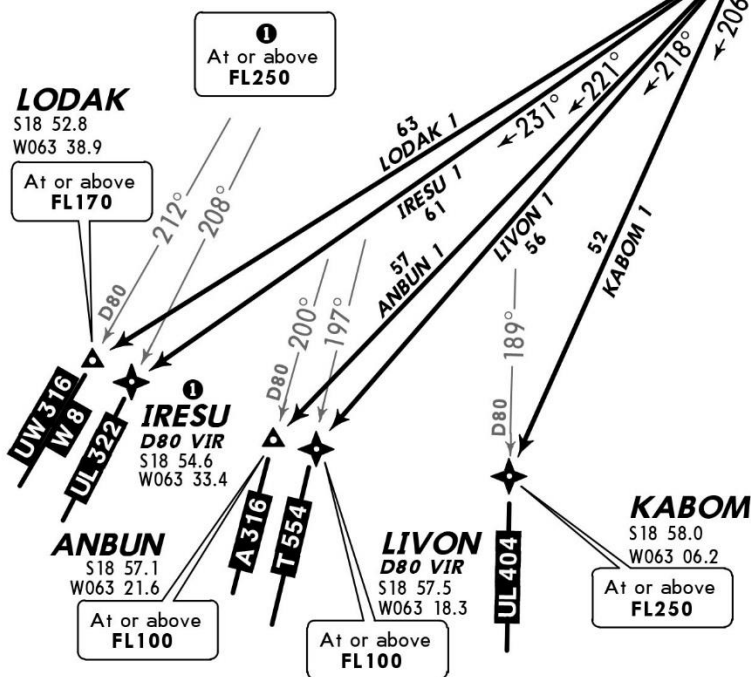 ❶
At or above
FL250
206
218°
221°
231°
LODAK
S18 52.8
W063 38.9
At or above
FL170
63
LODAK 1
IRESU 1
61
57
ANBUN 1
LIVON 1
56
52
KABOM 1
212°
208°
D80
200°
197°
D80
189°
D80
UW 316
W 8
UL 322
❶
IRESU
D80 VIR
S18 54.6
W063 33.4
ANBUN
S18 57.1
W063 21.6
At or above
FL100
A 316
T 554
LIVON
D80 VIR
S18 57.5
W063 18.3
At or above
FL100
UL 404
KABOM
S18 58.0
W063 06.2
At or above
FL250